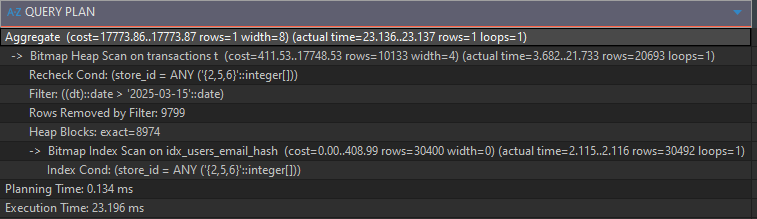 A-Z QUERY PLAN
Aggregate (cost=17773.86..17773.87 rows=1 width=8) (actual time=23.136..23.137 rows=1 loops=1)
-> Bitmap Heap Scan on transactions t (cost=411.53..17748.53 rows=10133 width=4) (actual time=3.682..21.733 rows=20693 loops=1)
Recheck Cond: (store_id = ANY ('{2,5,6}'::integer[]))
Filter: ((dt)::date > '2025-03-15'::date)
Rows Removed by Filter: 9799
Heap Blocks: exact=8974
-> Bitmap Index Scan on idx_users_email_hash (cost=0.00..408.99 rows=30400 width=0) (actual time=2.115..2.116 rows=30492 loops=1)
Index Cond: (store_id = ANY ('{2,5,6}'::integer[]))
Planning Time: 0.134 ms
Execution Time: 23.196 ms